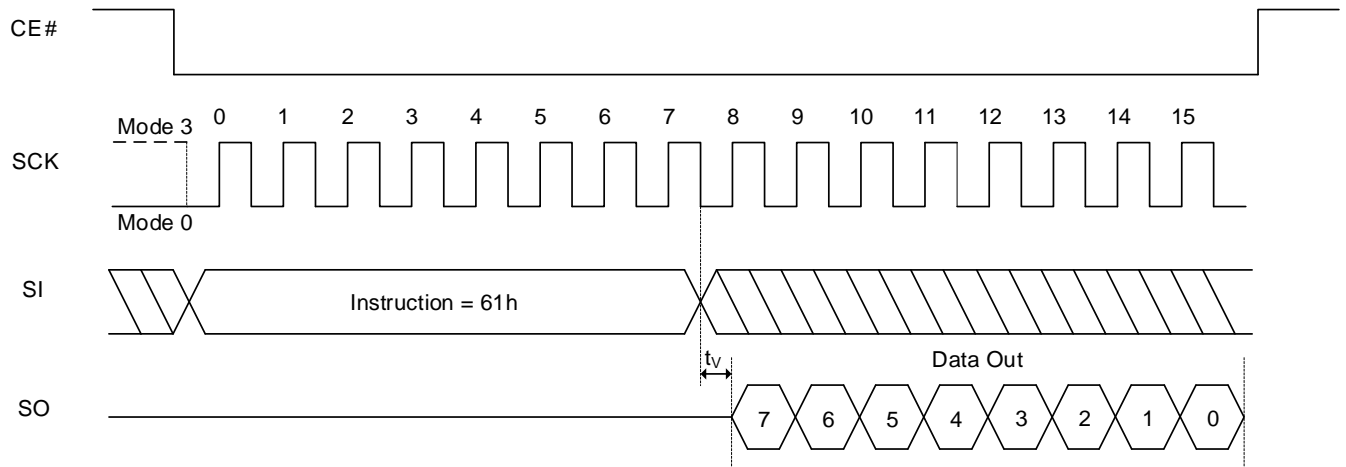 CE#
0 1 2 3 4 5 6 7 8 9 10 11 12 13 14 15
Mode 3
SCK
Mode 0
SI
Instruction = 61h
tV
Data Out
SO
7 6 5 4 3 2 1 0